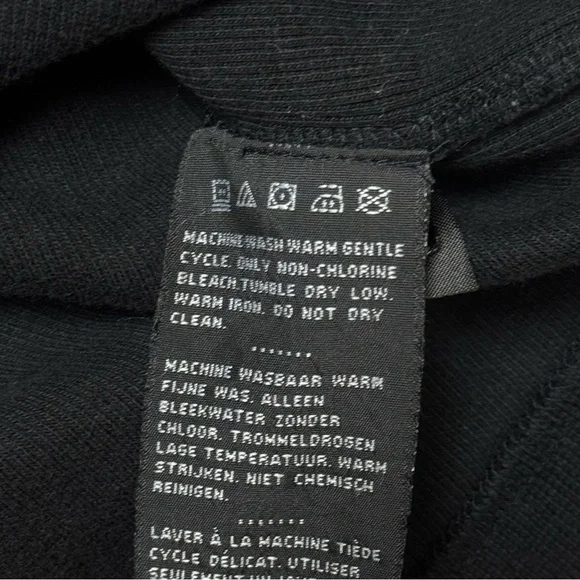 MACHINE WASH WARM GENTLE
CYCLE. ONLY NON-CHLORINE
BLEACH. TUMBLE DRY LOW.
WARM IRON. DO NOT DRY
CLEAN.
.......
MACHINE WASBAAR WARM
FIJNE WAS. ALLEEN
BLEEKWATER ZONDER
CHLOOR. TROMMELDROGEN
LAGE TEMPERATUUR. WARM
STRIJKEN. NIET CHEMISCH
REINIGEN.
.......
LAVER À LA MACHINE TIÈDE
CYCLE DÉLICAT. UTILISER
SEULEMENT UN